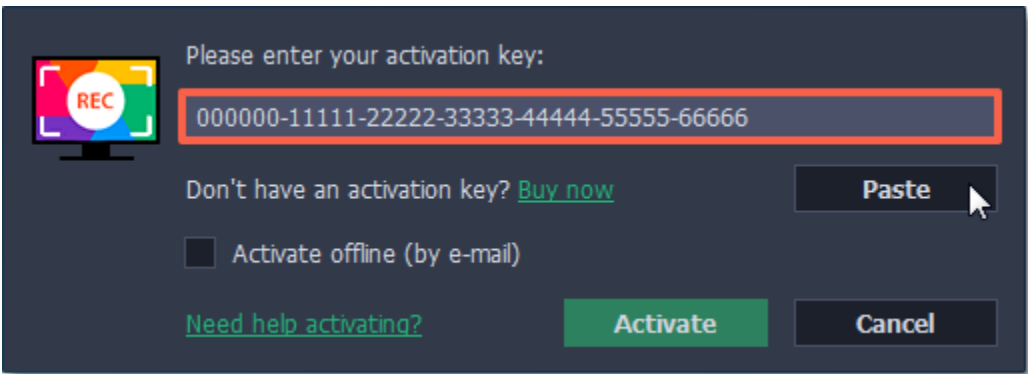 Please enter your activation key:
REC
000000-11111-22222-33333-44444-55555-66666
Don't have an activation key? Buy now
Paste
Activate offline (by e-mail)
Need help activating?
Activate
Cancel